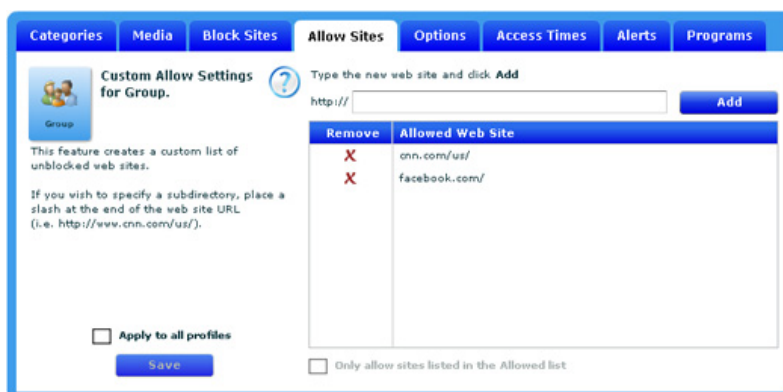 Categories
Media
Block Sites
Allow Sites
Options
Access Times
Alerts
Programs
Group
Custom Allow Settings
for Group.
?
This feature creates a custom list of
unblocked web sites.
If you wish to specify a subdirectory, place a
slash at the end of the web site URL
(i.e. http://www.cnn.com/us/).
Apply to all profiles
Save
Type the new web site and click Add
http://
Add
Remove
Allowed Web Site
X
cnn.com/us/
X
facebook.com/
Only allow sites listed in the Allowed list